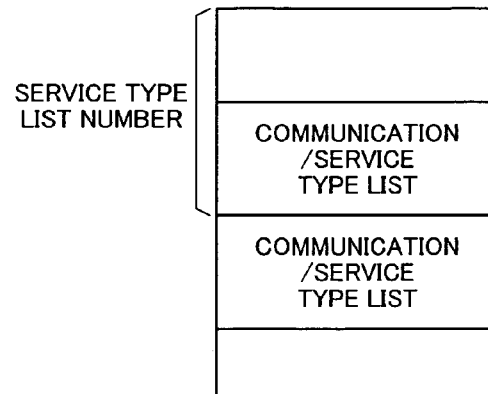 SERVICE TYPE
LIST NUMBER
COMMUNICATION
/SERVICE
TYPE LIST
COMMUNICATION
/SERVICE
TYPE LIST